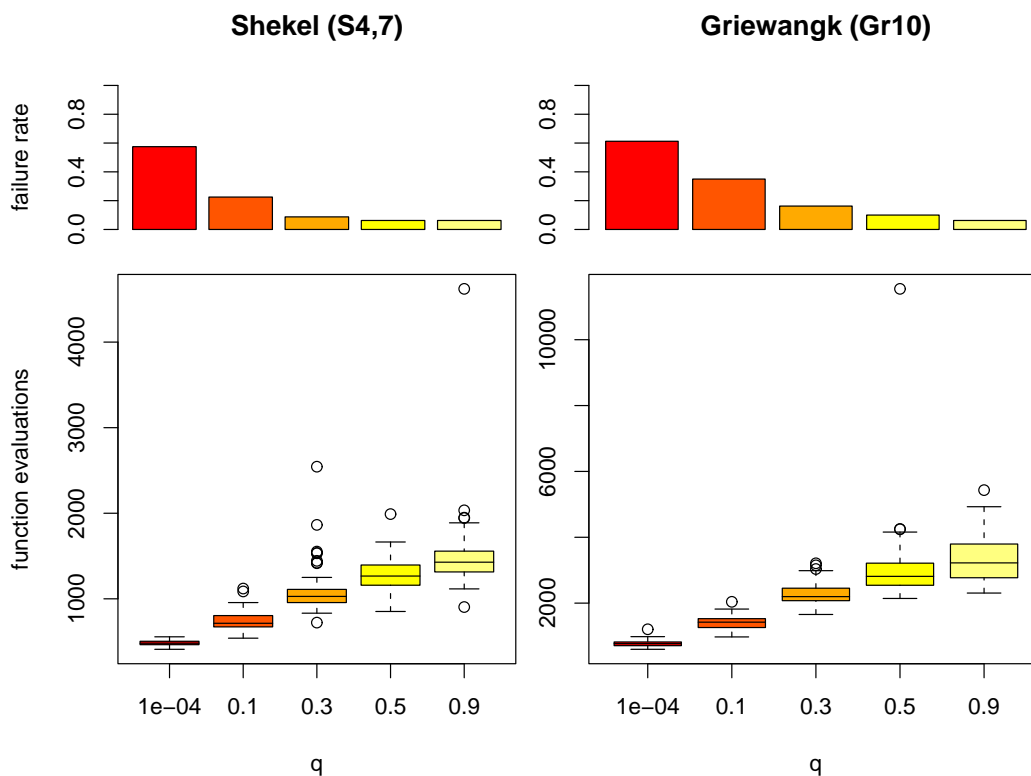 Shekel (S4,7)
Griewangk (Gr10)
failure rate
0.0 0.4 0.8
0.0 0.4 0.8
function evaluations
1000 2000 3000 4000
2000 6000 10000
1e−04 0.1 0.3 0.5 0.9
1e−04 0.1 0.3 0.5 0.9
q
q